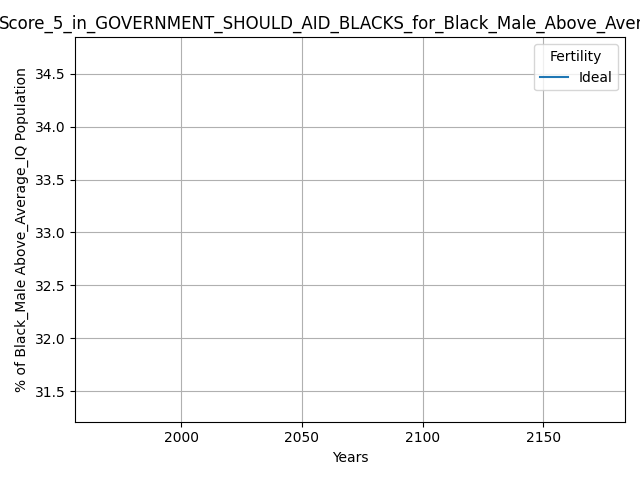 Score_5_in_GOVERNMENT_SHOULD_AID_BLACKS_for_Black_Male_Above_Aver
Fertility
Ideal
% of Black_Male Above_Average_IQ Population
34.5
34.0
33.5
33.0
32.5
32.0
31.5
2000 2050 2100 2150
Years